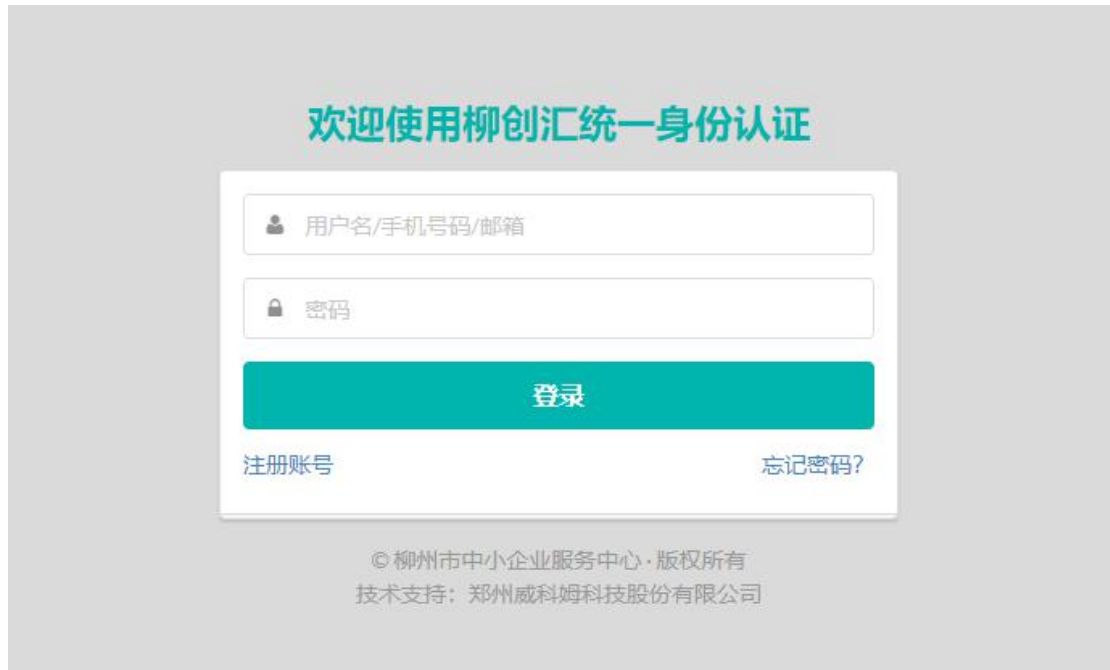 欢迎使用柳创汇统一身份认证
用户名/手机号码/邮箱
密码
登录
注册账号
忘记密码?
© 柳州市中小企业服务中心 · 版权所有
技术支持：郑州威科姆科技股份有限公司